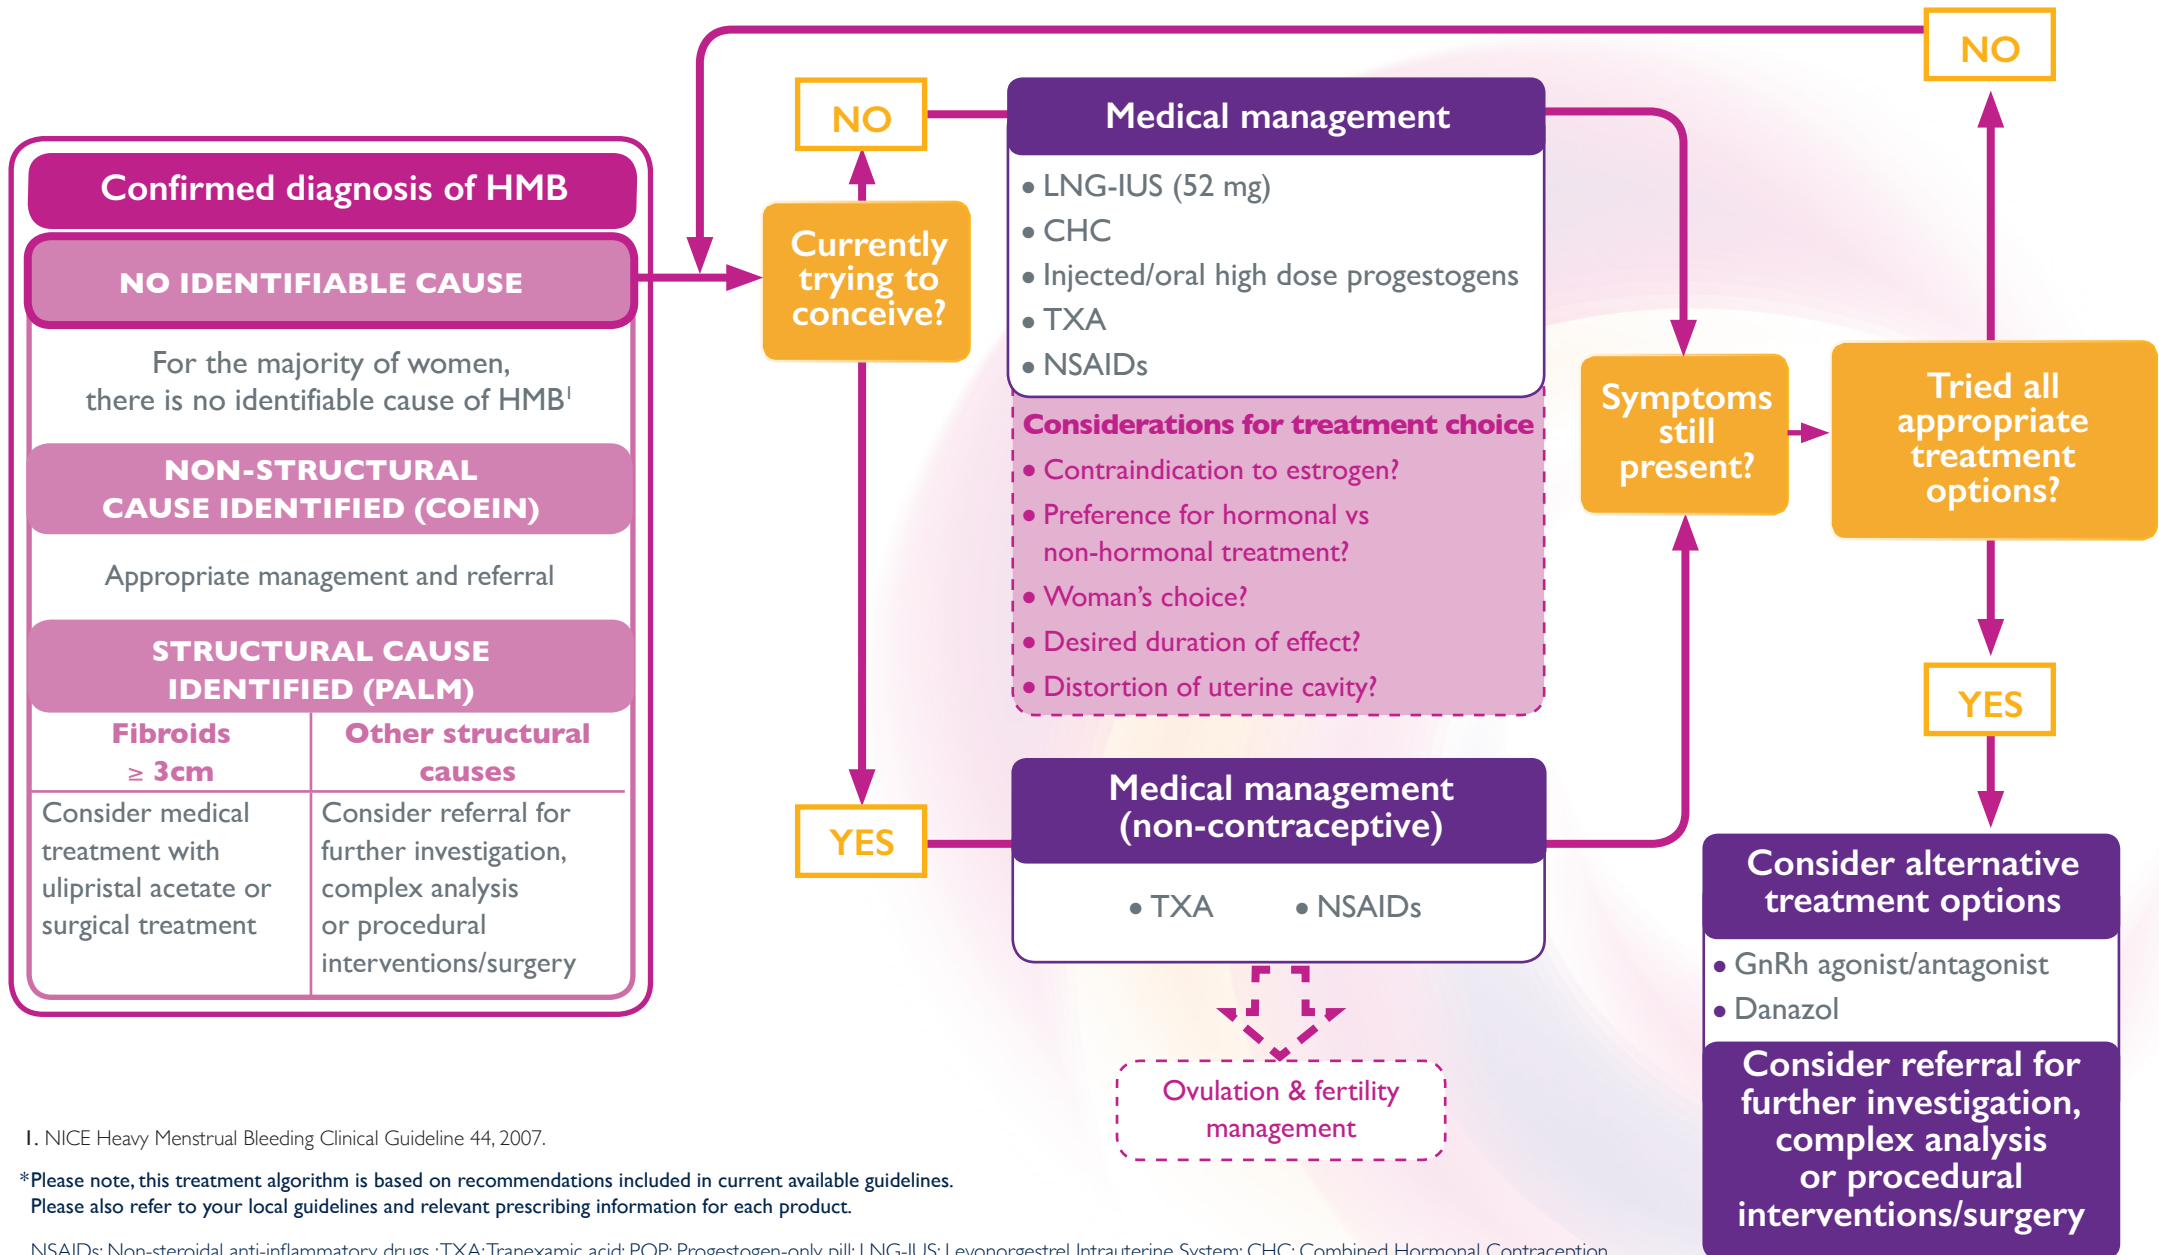 Confirmed diagnosis of HMB
NO IDENTIFIABLE CAUSE
For the majority of women,
there is no identifiable cause of HMB¹
NON-STRUCTURAL
CAUSE IDENTIFIED (COEIN)
Appropriate management and referral
STRUCTURAL CAUSE
IDENTIFIED (PALM)
Fibroids
≥ 3cm
Consider medical
treatment with
ulipristal acetate or
surgical treatment
Other structural
causes
Consider referral for
further investigation,
complex analysis
or procedural
interventions/surgery
Currently
trying to
conceive?
NO
Medical management
• LNG-IUS (52 mg)
• CHC
• Injected/oral high dose progestogens
• TXA
• NSAIDs
Considerations for treatment choice
• Contraindication to estrogen?
• Preference for hormonal vs
non-hormonal treatment?
• Woman’s choice?
• Desired duration of effect?
• Distortion of uterine cavity?
YES
Medical management
(non-contraceptive)
• TXA
• NSAIDs
Ovulation & fertility
management
Symptoms
still
present?
Tried all
appropriate
treatment
options?
NO
YES
Consider alternative
treatment options
• GnRh agonist/antagonist
• Danazol
Consider referral for
further investigation,
complex analysis
or procedural
interventions/surgery
1. NICE Heavy Menstrual Bleeding Clinical Guideline 44, 2007.
*Please note, this treatment algorithm is based on recommendations included in current available guidelines.
Please also refer to your local guidelines and relevant prescribing information for each product.
NSAIDs: Non-steroidal anti-inflammatory drugs ; TXA: Tranexamic acid; POP: Progestogen-only pill; LNG-IUS: Levonorgestrel Intrauterine System; CHC: Combined Hormonal Contraception